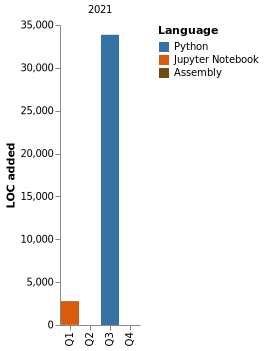 2021
LOC added
35,000
30,000
25,000
20,000
15,000
10,000
5,000
0
Q1
Q2
Q3
Q4
Language
Python
Jupyter Notebook
Assembly